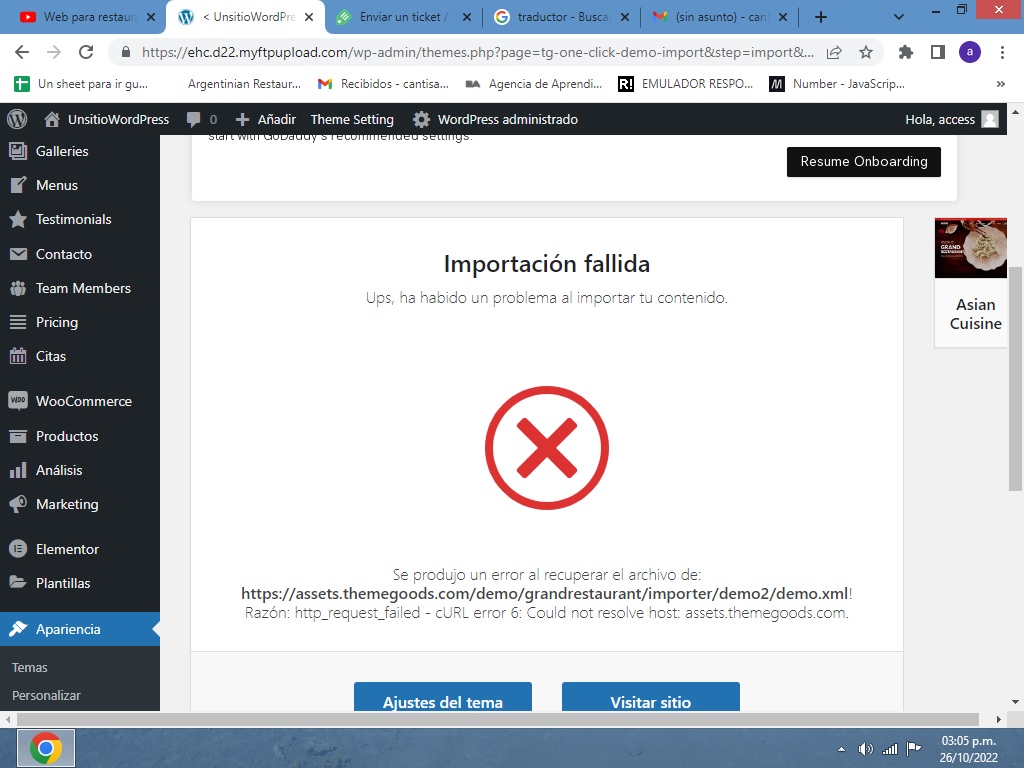 Web para restaura
< UnsitioWordPre
Enviar un ticket /
traductor - Busca
(sin asunto) - cant
https://ehc.d22.myftpupload.com/wp-admin/themes.php?page=tg-one-click-demo-import&step=import&...
a
Un sheet para ir gu...
Argentinian Restaur...
Recibidos - cantisa...
BA
Agencia de Aprendi...
R!
EMULADOR RESPO...
M
Number - JavaScrip...
»
UnsitioWordPress
0
Añadir
Theme Setting
WordPress administrado
Hola, access
start with GoDaddy's recommended settings.
Resume Onboarding
Galleries
Menus
Testimonials
Contacto
Team Members
Pricing
Citas
WooCommerce
Productos
Análisis
Marketing
Elementor
Plantillas
Apariencia
Temas
Personalizar
Importación fallida
Ups, ha habido un problema al importar tu contenido.
Se produjo un error al recuperar el archivo de:
https://assets.themegoods.com/demo/grandrestaurant/importer/demo2/demo.xml!
Razón: http_request_failed - cURL error 6: Could not resolve host: assets.themegoods.com.
Ajustes del tema
Visitar sitio
GRAND
Asian
Cuisine
03:05 p.m.
26/10/2022